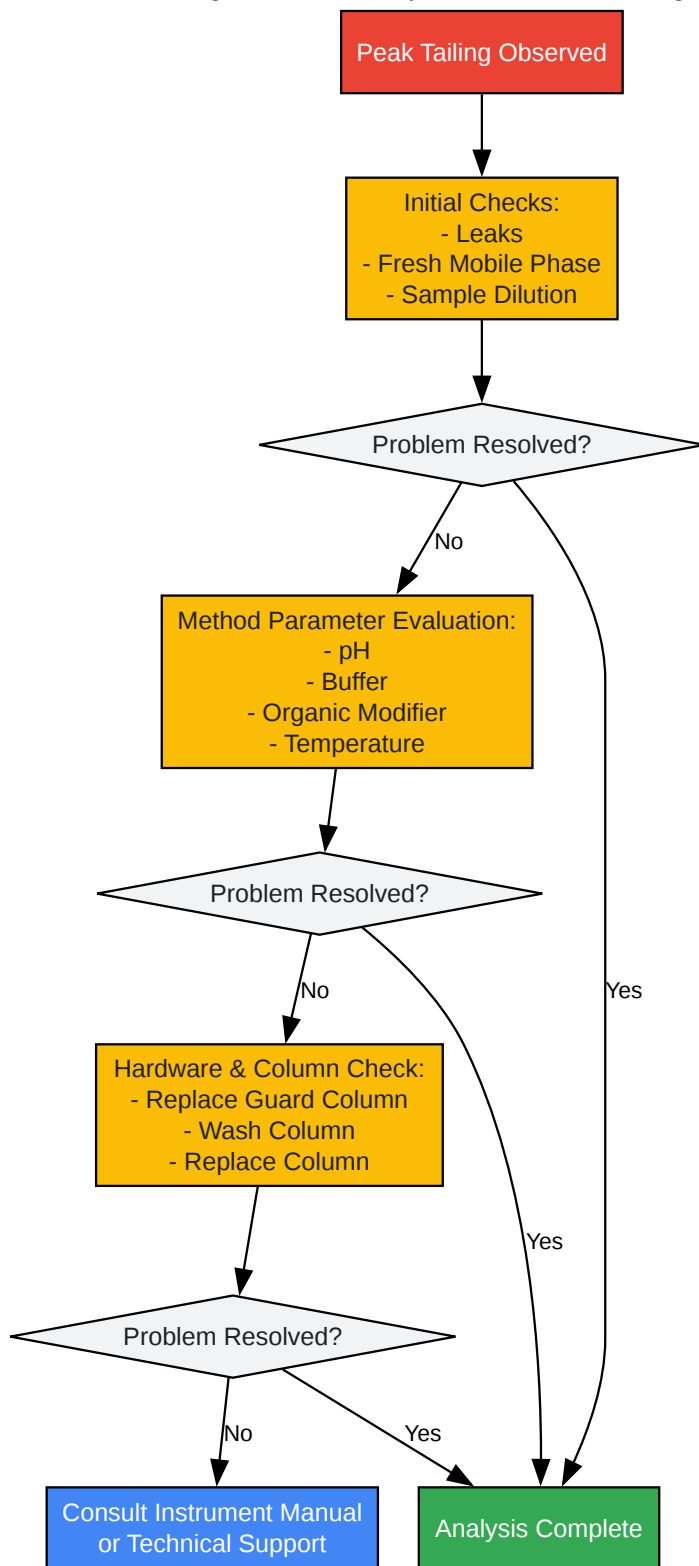 Peak Tailing Observed
Initial Checks:
- Leaks
- Fresh Mobile Phase
- Sample Dilution
Problem Resolved?
No
Method Parameter Evaluation:
- pH
- Buffer
- Organic Modifier
- Temperature
Problem Resolved?
No
Yes
Hardware & Column Check:
- Replace Guard Column
- Wash Column
- Replace Column
Yes
Problem Resolved?
No
Yes
Consult Instrument Manual
or Technical Support
Analysis Complete